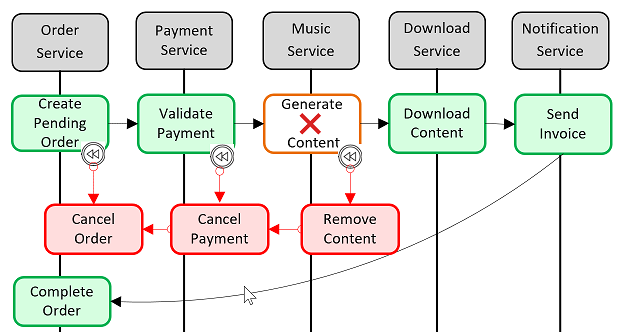 Order
Service
Payment
Service
Music
Service
Download
Service
Notification
Service
Create
Pending
Order
Validate
Payment
Generate
Content
Download
Content
Send
Invoice
Cancel
Order
Cancel
Payment
Remove
Content
Complete
Order